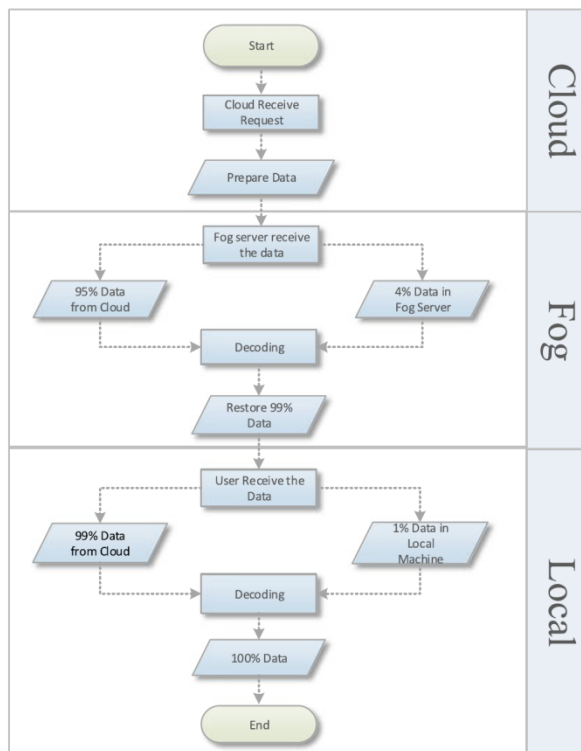 Start
Cloud Receive
Request
Prepare Data
Cloud
Fog server receive
the data
95% Data
from Cloud
4% Data in
Fog Server
Decoding
Restore 99%
Data
Fog
User Receive the
Data
99% Data
from Cloud
1% Data in
Local
Machine
Decoding
100% Data
End
Local